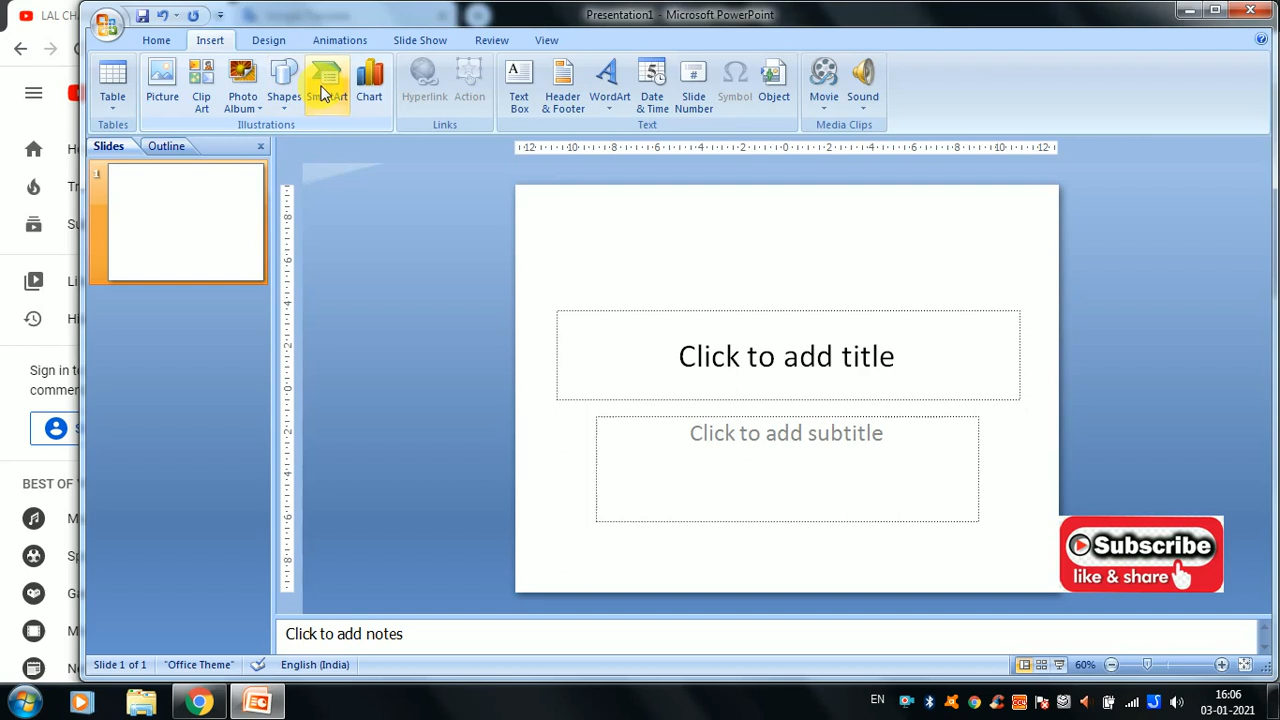 LAL CH
Presentation1 - Microsoft PowerPoint
Home Insert Design Animations Slide Show Review View
Table
Picture
Clip Art
Photo Album
Shapes
SmartArt
Chart
Hyperlink
Action
Text Box
Header & Footer
WordArt
Date & Time
Slide Number
Symbol
Object
Movie
Sound
Tables
Illustrations
Links
Text
Media Clips
Slides Outline
1
Click to add title
Click to add subtitle
Sign in to
BEST OF
Subscribe
like & share
Click to add notes
Slide 1 of 1 "Office Theme" English (India) 60%
EN
16:06
03-01-2021